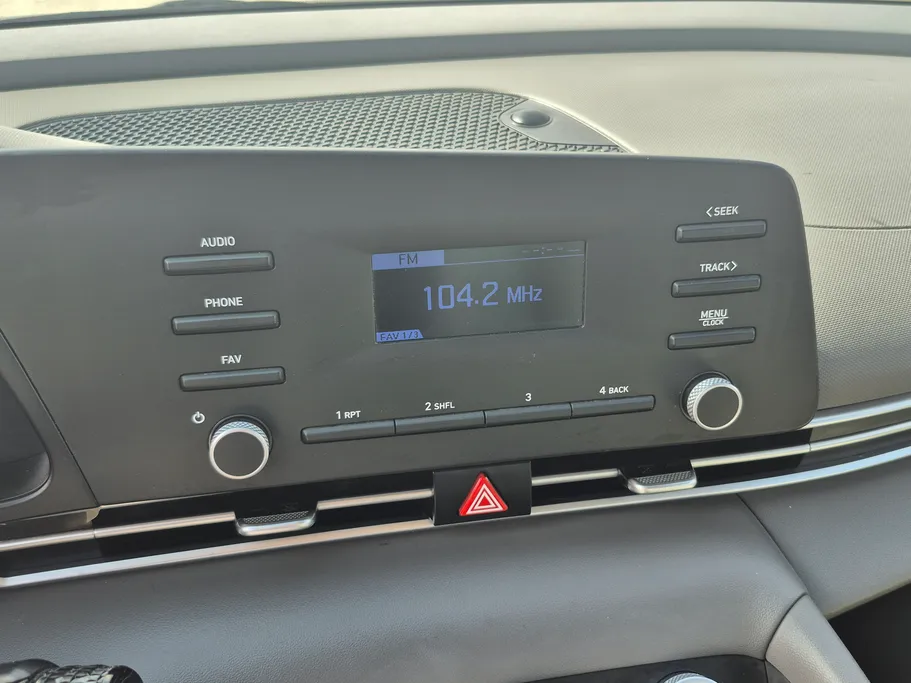 AUDIO
PHONE
FAV
FM
104.2 MHz
FAV 1/3
< SEEK
TRACK >
MENU
CLOCK
1 RPT
2 SHFL
3
4 BACK